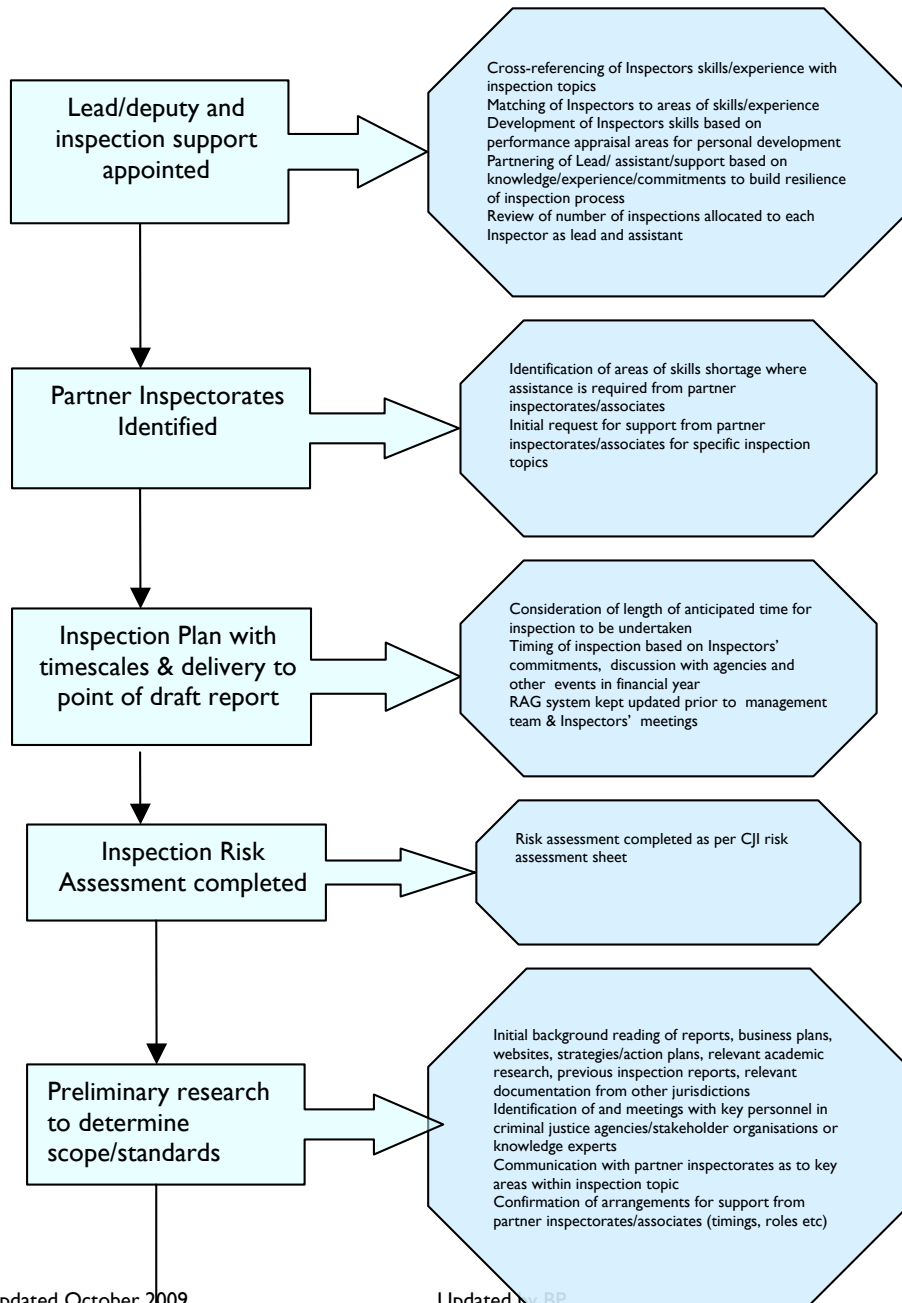 Lead/deputy and
inspection support
appointed
Cross-referencing of Inspectors skills/experience with
inspection topics
Matching of Inspectors to areas of skills/experience
Development of Inspectors skills based on
performance appraisal areas for personal development
Partnering of Lead/ assistant/support based on
knowledge/experience/commitments to build resilience
of inspection process
Review of number of inspections allocated to each
Inspector as lead and assistant
Partner Inspectorates
Identified
Identification of areas of skills shortage where
assistance is required from partner
inspectorates/associates
Initial request for support from partner
inspectorates/associates for specific inspection
topics
Inspection Plan with
timescales & delivery to
point of draft report
Consideration of length of anticipated time for
inspection to be undertaken
Timing of inspection based on Inspectors'
commitments, discussion with agencies and
other events in financial year
RAG system kept updated prior to management
team & Inspectors' meetings
Inspection Risk
Assessment completed
Risk assessment completed as per CJI risk
assessment sheet
Preliminary research
to determine
scope/standards
Initial background reading of reports, business plans,
websites, strategies/action plans, relevant academic
research, previous inspection reports, relevant
documentation from other jurisdictions
Identification of and meetings with key personnel in
criminal justice agencies/stakeholder organisations or
knowledge experts
Communication with partner inspectorates as to key
areas within inspection topic
Confirmation of arrangements for support from
partner inspectorates/associates (timings, roles etc)
pdated October 2009 Updated by BP